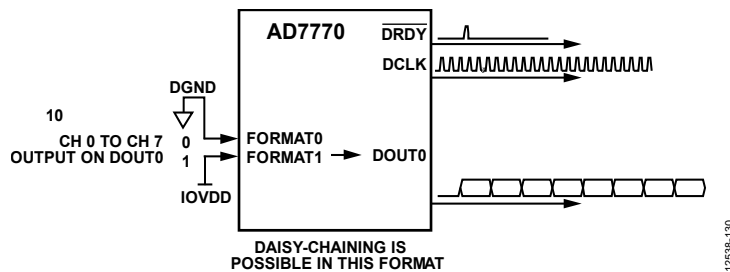 AD7770
DRDY
DCLK
DGND
10
CH 0 TO CH 7 0
OUTPUT ON DOUT0 1
FORMAT0
FORMAT1
DOUT0
IOVDD
DAISY-CHAINING IS
POSSIBLE IN THIS FORMAT
12538-130